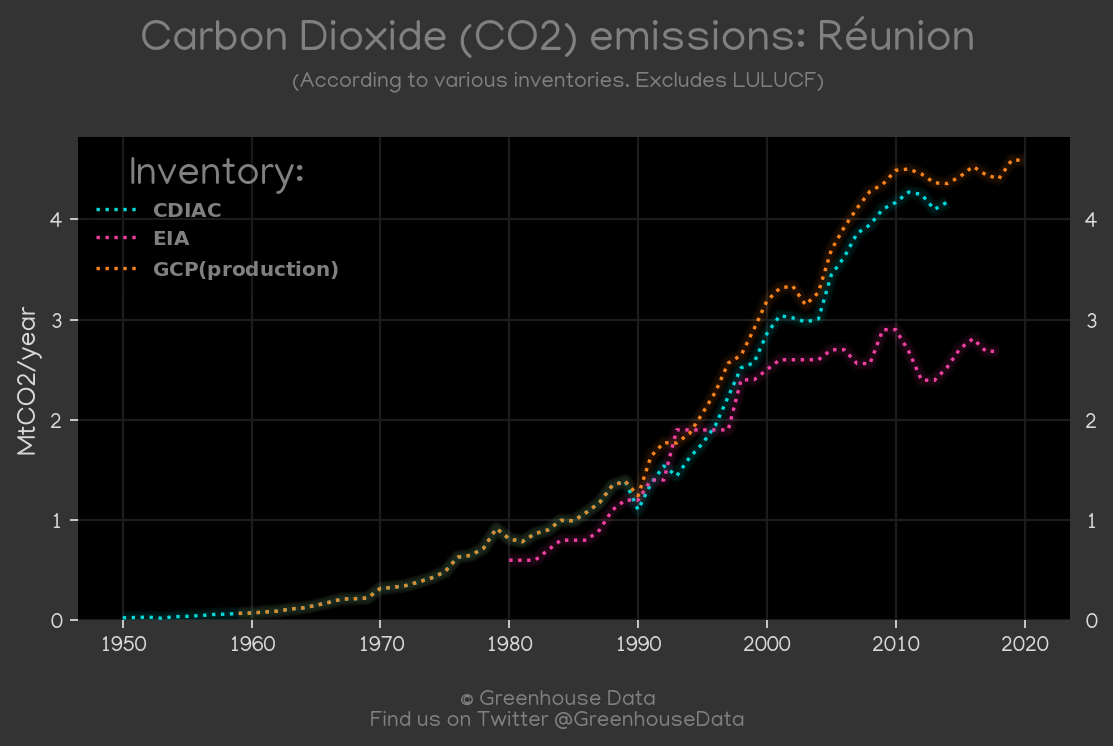 Carbon Dioxide (CO2) emissions: Réunion
(According to various inventories. Excludes LULUCF)
Inventory:
CDIAC
EIA
GCP(production)
MtCO2/year
4
3
2
1
0
4
3
2
1
0
1950 1960 1970 1980 1990 2000 2010 2020
© Greenhouse Data
Find us on Twitter @GreenhouseData